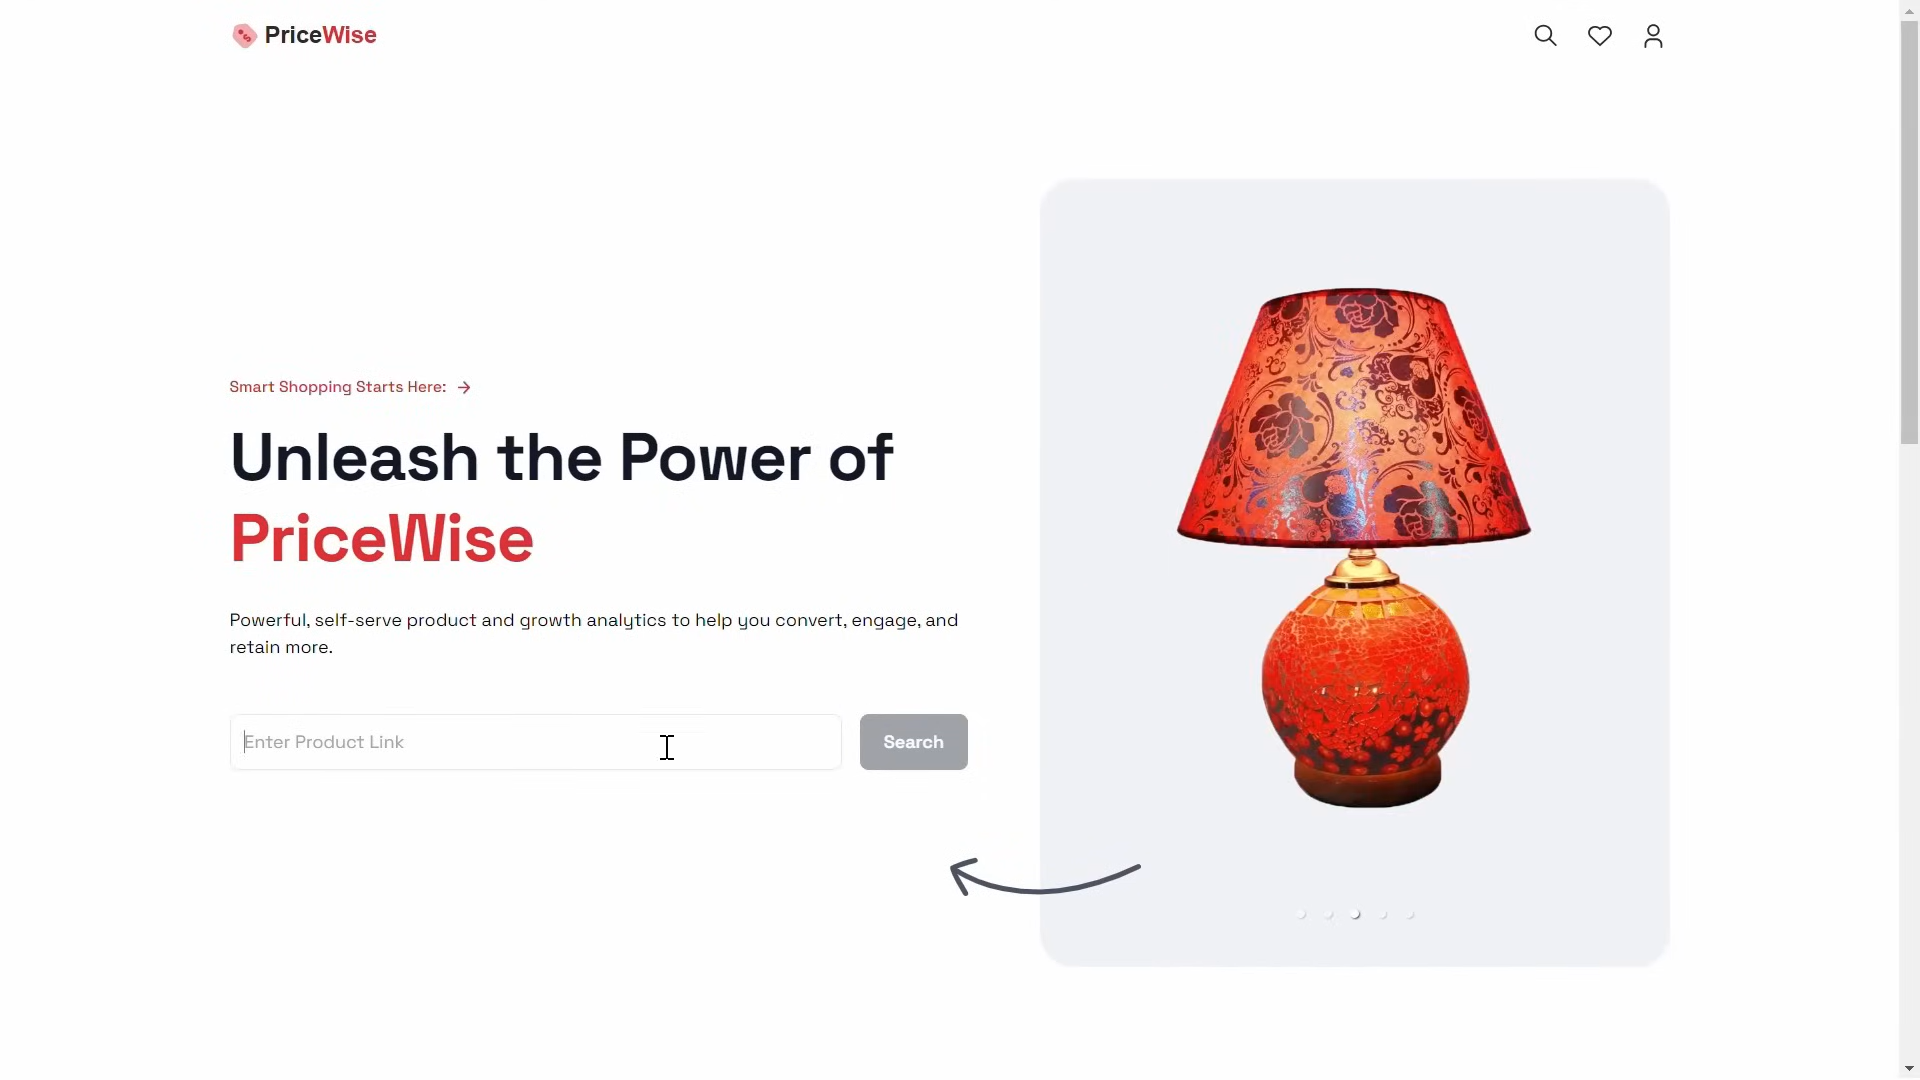 PriceWise
Smart Shopping Starts Here:
Unleash the Power of
PriceWise
Powerful, self-serve product and growth analytics to help you convert, engage, and
retain more.
Enter Product Link
Search